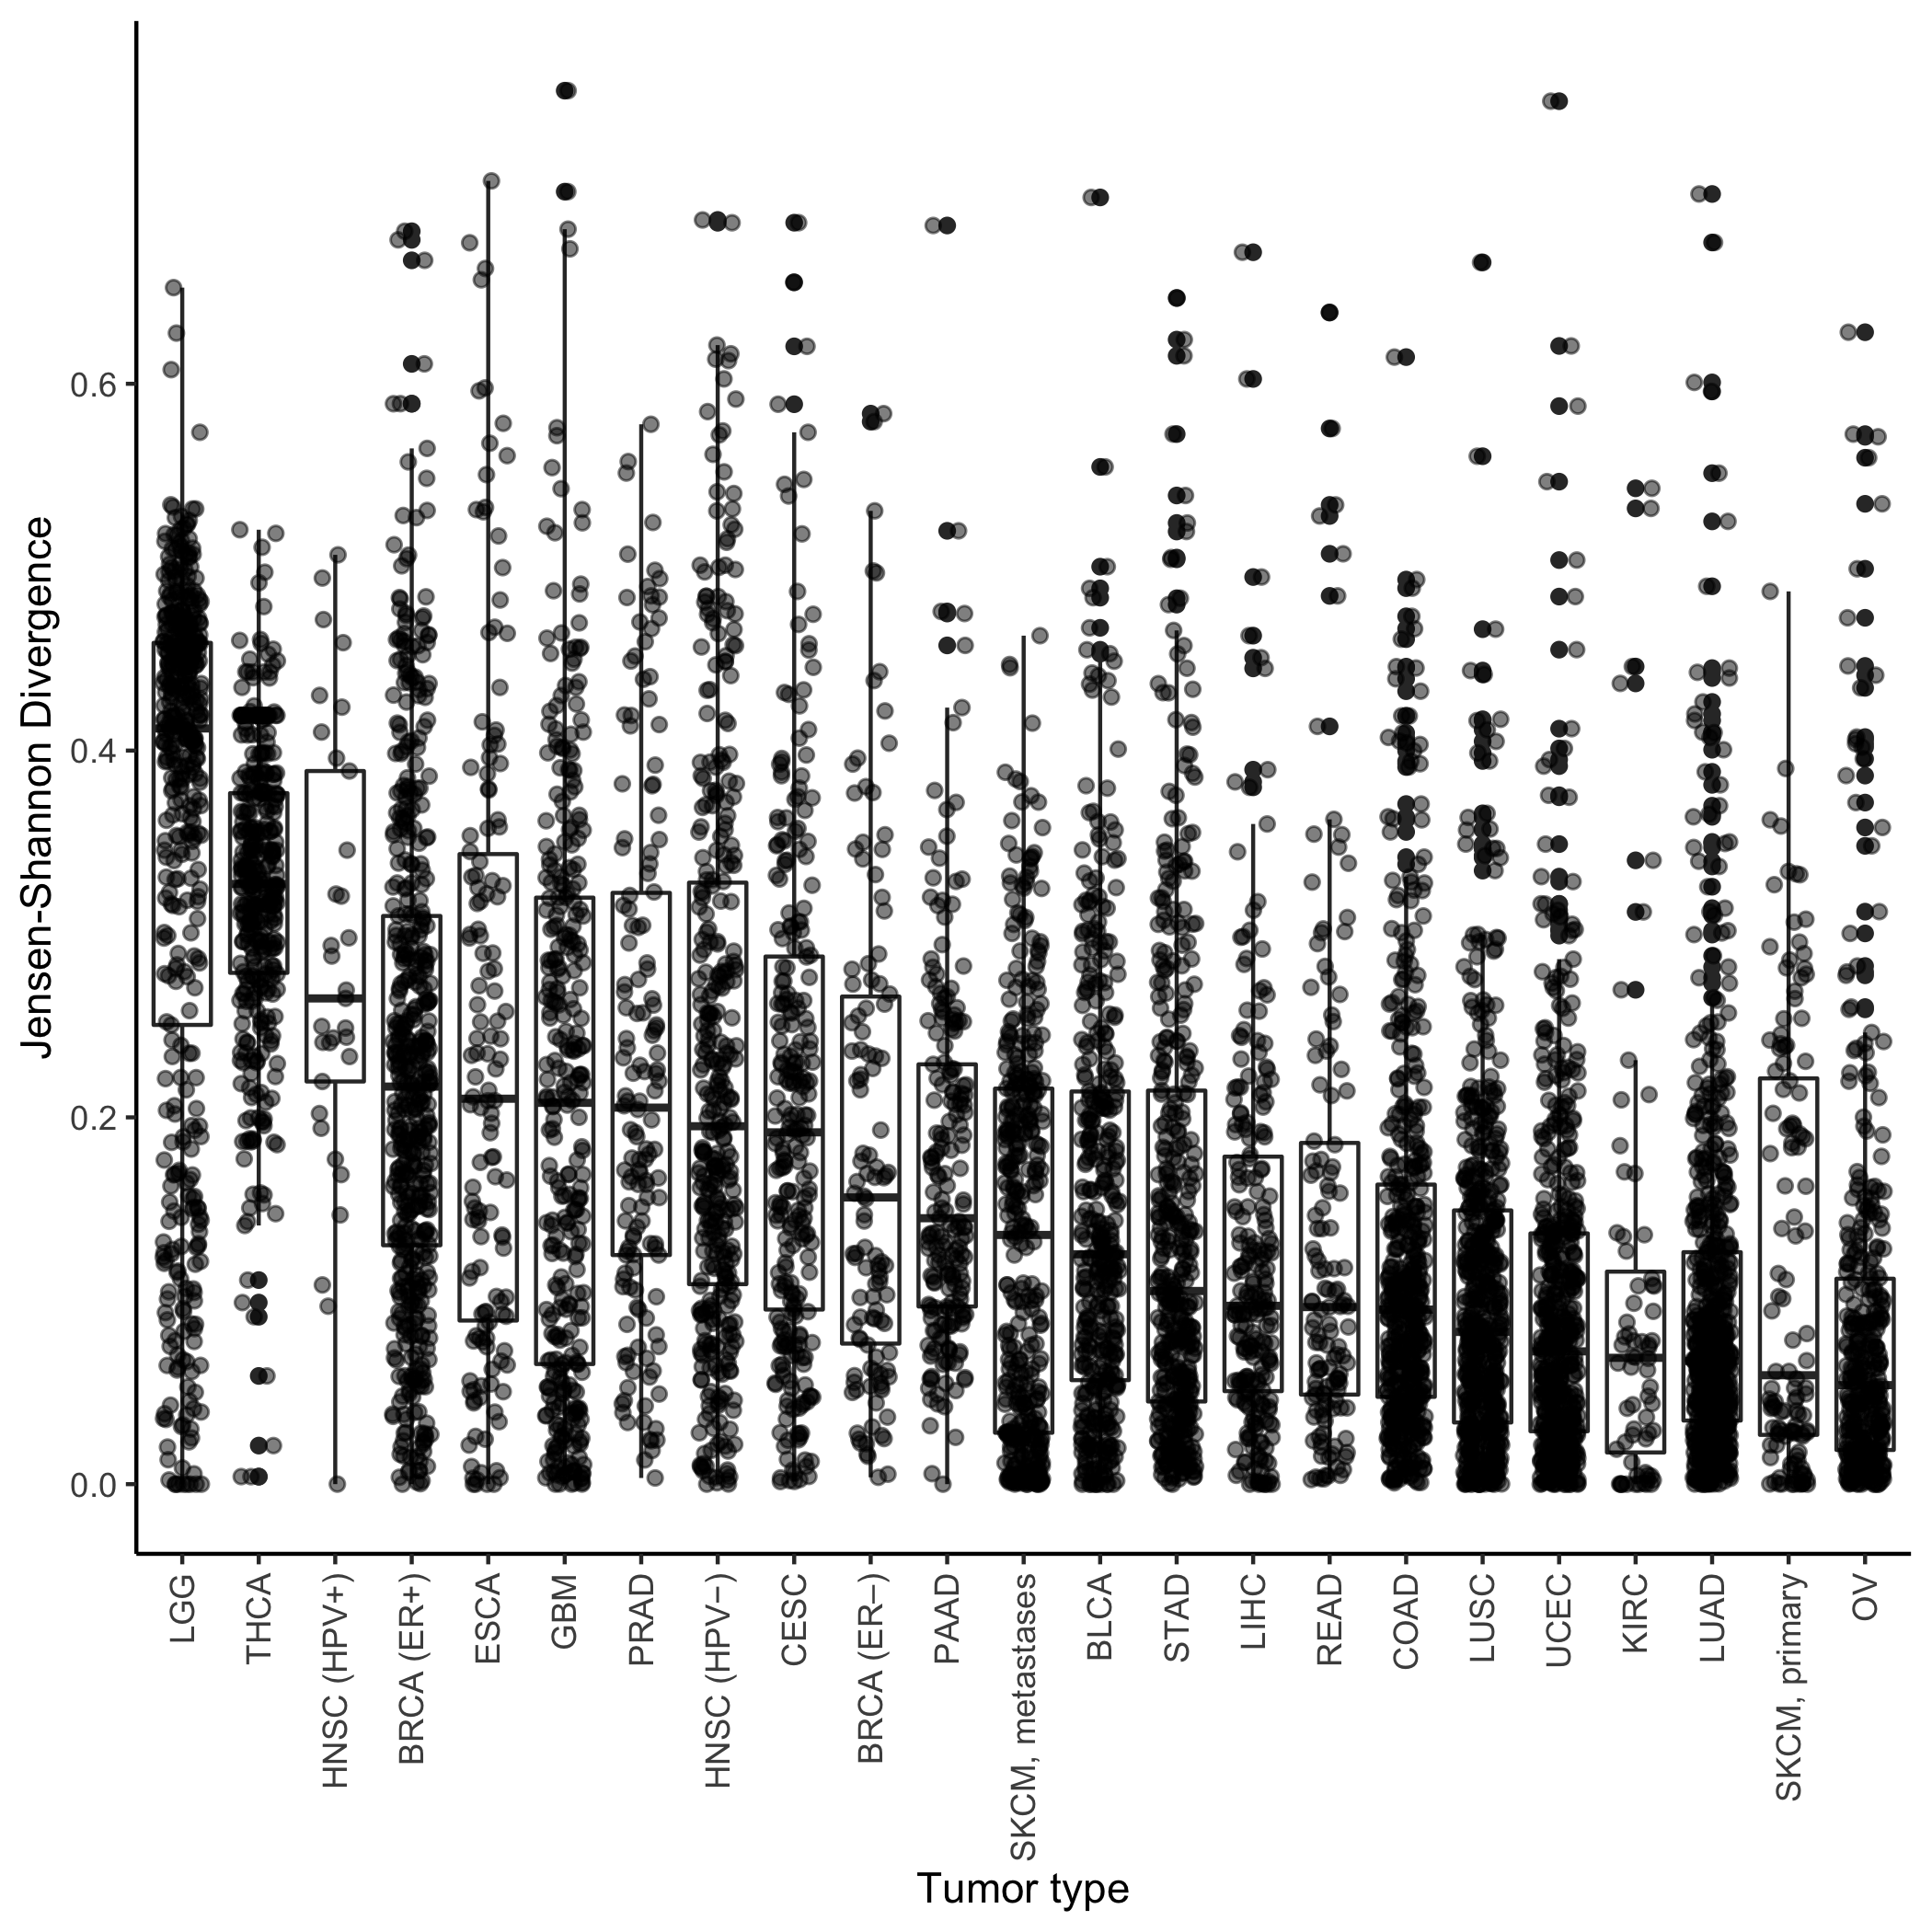 Jensen-Shannon Divergence
0.6
0.4
0.2
0.0
LGG
THCA
HNSC (HPV+)
BRCA (ER+)
ESCA
GBM
PRAD
HNSC (HPV−)
CESC
BRCA (ER−)
PAAD
SKCM, metastases
BLCA
STAD
LIHC
READ
COAD
LUSC
UCEC
KIRC
LUAD
SKCM, primary
OV
Tumor type